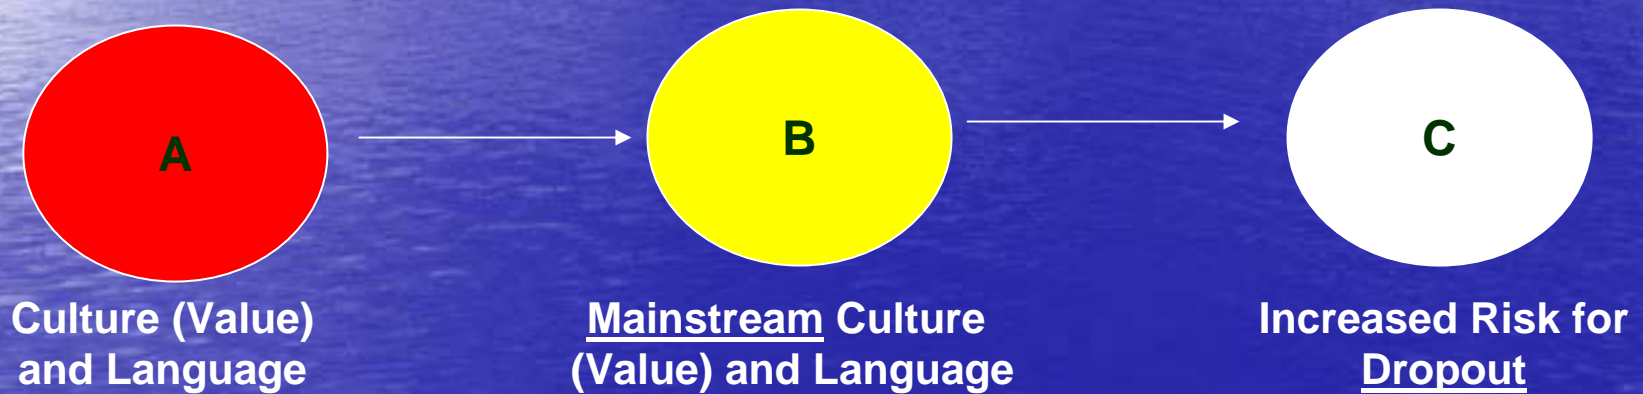 A
B
C
Culture (Value)
and Language
Mainstream Culture
(Value) and Language
Increased Risk for
Dropout